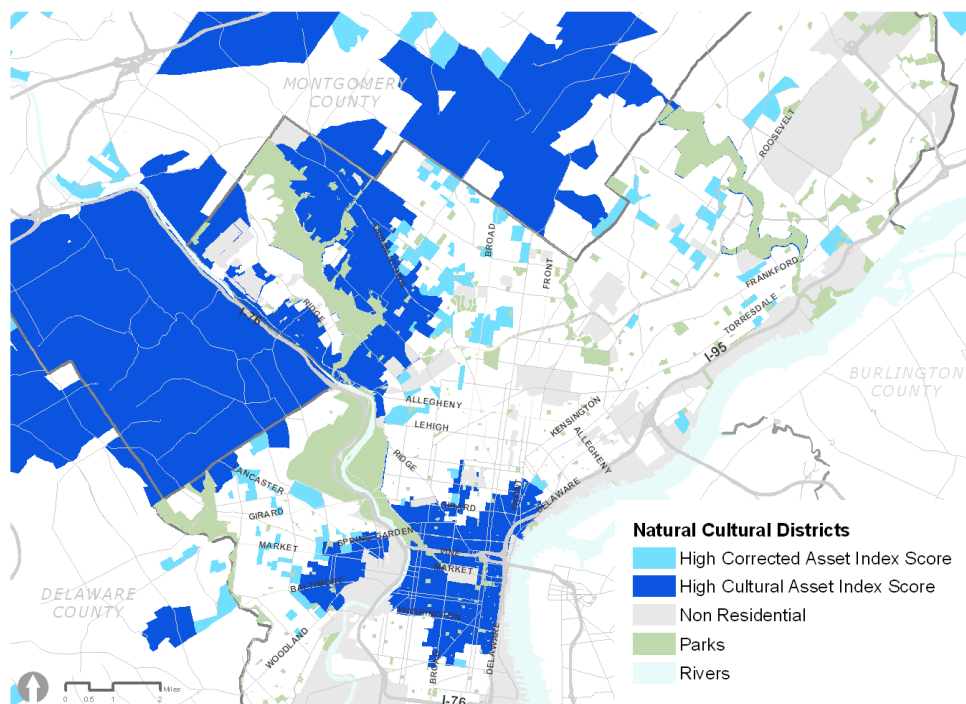 MONTGOMERY
COUNTY
ROOSEVELT
BROAD
FRONT
FRANKFORD
TORRESDALE
RIDGE
I-76
I-95
BURLINGTON
COUNTY
ALLEGHENY
LEHIGH
KENSINGTON
ALLEGHENY
RIDGE
LANCASTER
GIRARD
DELAWARE
GIRARD
SPRING GARDEN
MARKET
VINE
MARKET
BALTIMORE
DELAWARE
COUNTY
WASHINGTON
WOODLAND
BROAD
DELAWARE
I-76
Natural Cultural Districts
High Corrected Asset Index Score
High Cultural Asset Index Score
Non Residential
Parks
Rivers
Miles
0 0.5 1 2